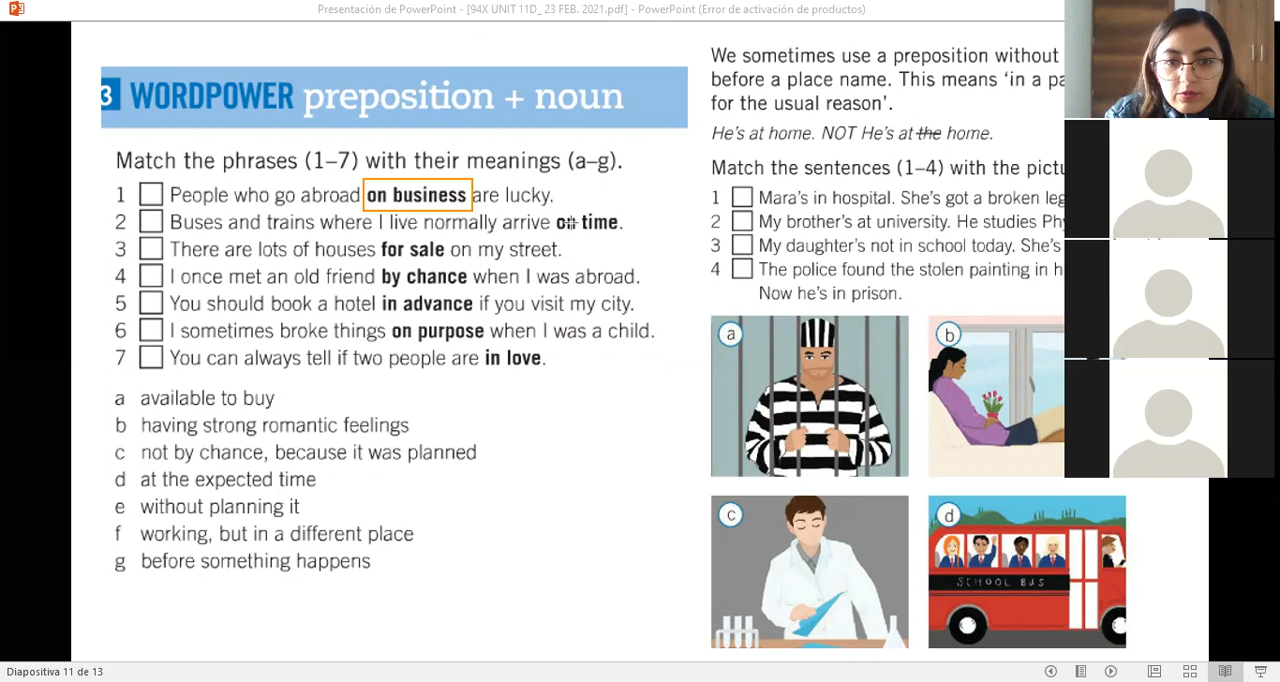 Presentación de PowerPoint - [94X UNIT 11D_ 23 FEB. 2021.pdf] - PowerPoint (Error de activación de productos)
3 WORDPOWER preposition + noun
Match the phrases (1–7) with their meanings (a–g).
1 People who go abroad on business are lucky.
2 Buses and trains where I live normally arrive on time.
3 There are lots of houses for sale on my street.
4 I once met an old friend by chance when I was abroad.
5 You should book a hotel in advance if you visit my city.
6 I sometimes broke things on purpose when I was a child.
7 You can always tell if two people are in love.
a available to buy
b having strong romantic feelings
c not by chance, because it was planned
d at the expected time
e without planning it
f working, but in a different place
g before something happens
We sometimes use a preposition without
before a place name. This means ‘in a
for the usual reason’.
He's at home. NOT He's at the home.
Match the sentences (1–4) with the
1 Mara's in hospital. She's got a broken
2 My brother's at university. He studies
3 My daughter's not in school today. She's
4 The police found the stolen painting in
Now he's in prison.
a
b
c
d
SCHOOL BUS
Diapositiva 11 de 13